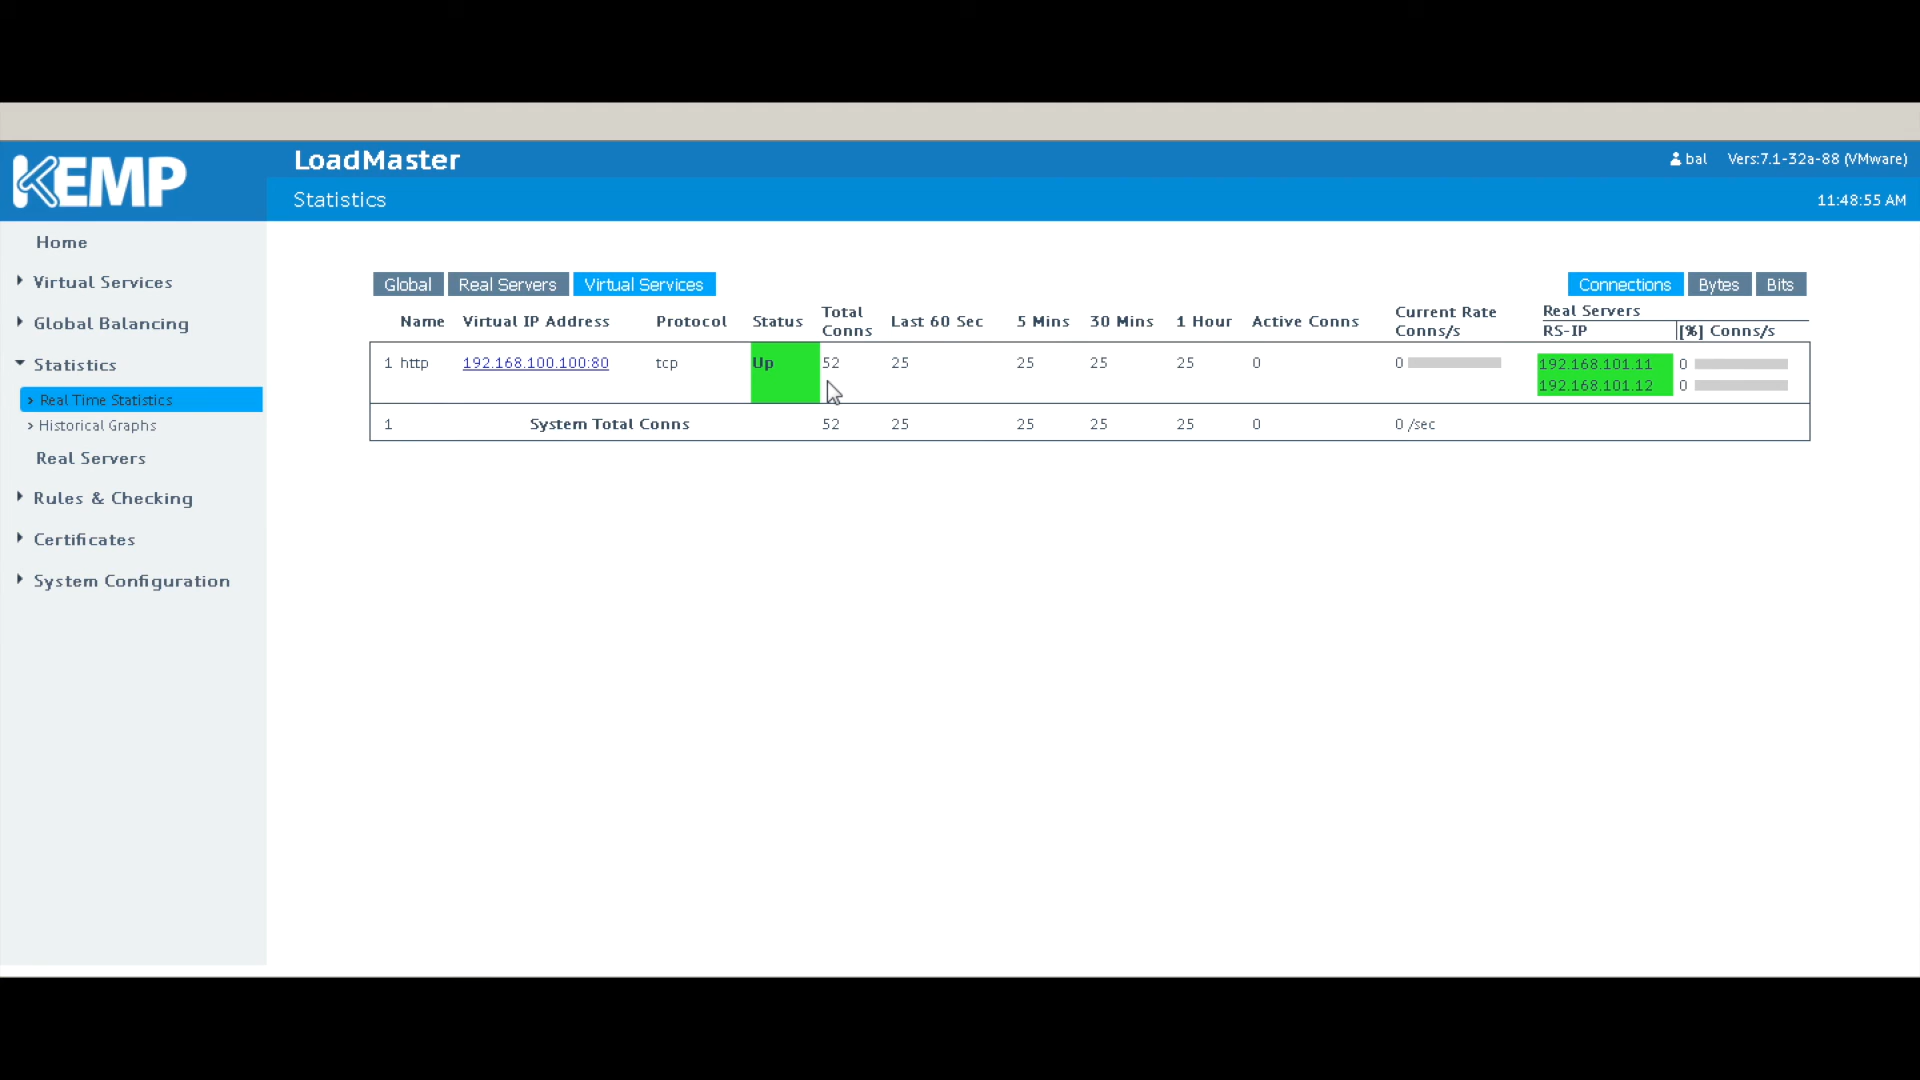 KEMP
LoadMaster
bal Vers:7.1-32a-88 (VMware)
Statistics
11:48:55 AM
Home
Virtual Services
Global Balancing
Statistics
> Real Time Statistics
> Historical Graphs
Real Servers
Rules & Checking
Certificates
System Configuration
Global Real Servers Virtual Services
Connections Bytes Bits
Name Virtual IP Address Protocol Status Total Conns Last 60 Sec 5 Mins 30 Mins 1 Hour Active Conns Current Rate Conns/s Real Servers RS-IP [%] Conns/s
1 http 192.168.100.100:80 tcp Up 52 25 25 25 25 0 0 192.168.101.11 0
192.168.101.12 0
1 System Total Conns 52 25 25 25 25 0 0 /sec